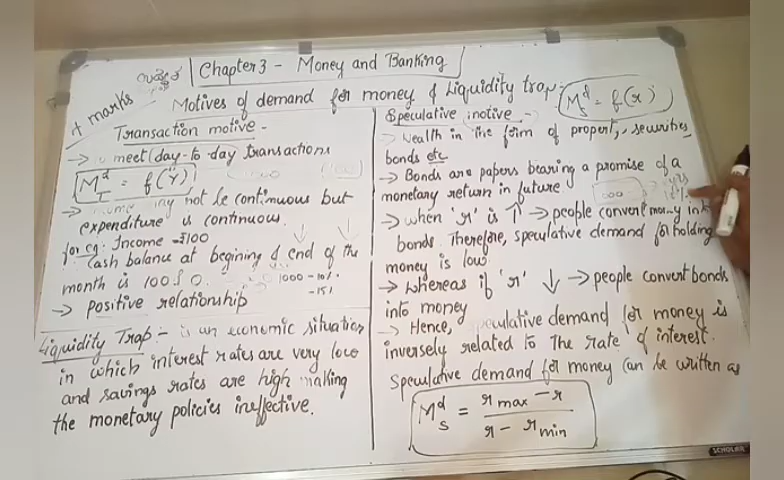 Chapter 3 - Money and Banking
7 marks
Motives of demand for money & Liquidity trap:
Transaction motive -
→ to meet (day-to day transactions
M^d_T = f(Y)
→ Income may not be continuous but
expenditure is continuous.
for eg: Income = ₹100
Cash balance at begining & end of the
month is 100 & 0.
1000 - 10%
- 15%
→ positive relationship
Liquidity Trap - is an economic situation
in which interest rates are very low
and savings rates are high making
the monetary policies ineffective.
Speculative motive -
M^d_S = f(r)
→ Wealth in the form of property, securities
bonds etc
→ Bonds are papers bearing a promise of a
monetary return in future.
→ when 'r' is ↑ → people convert money into
bonds. Therefore, speculative demand for holding
money is low.
→ whereas if 'r' ↓ → people convert bonds
into money
→ Hence, speculative demand for money is
inversely related to the rate of interest.
Speculative demand for money can be written as
M^d_S = (r max - r) / (r - r min)
SCHOLAR